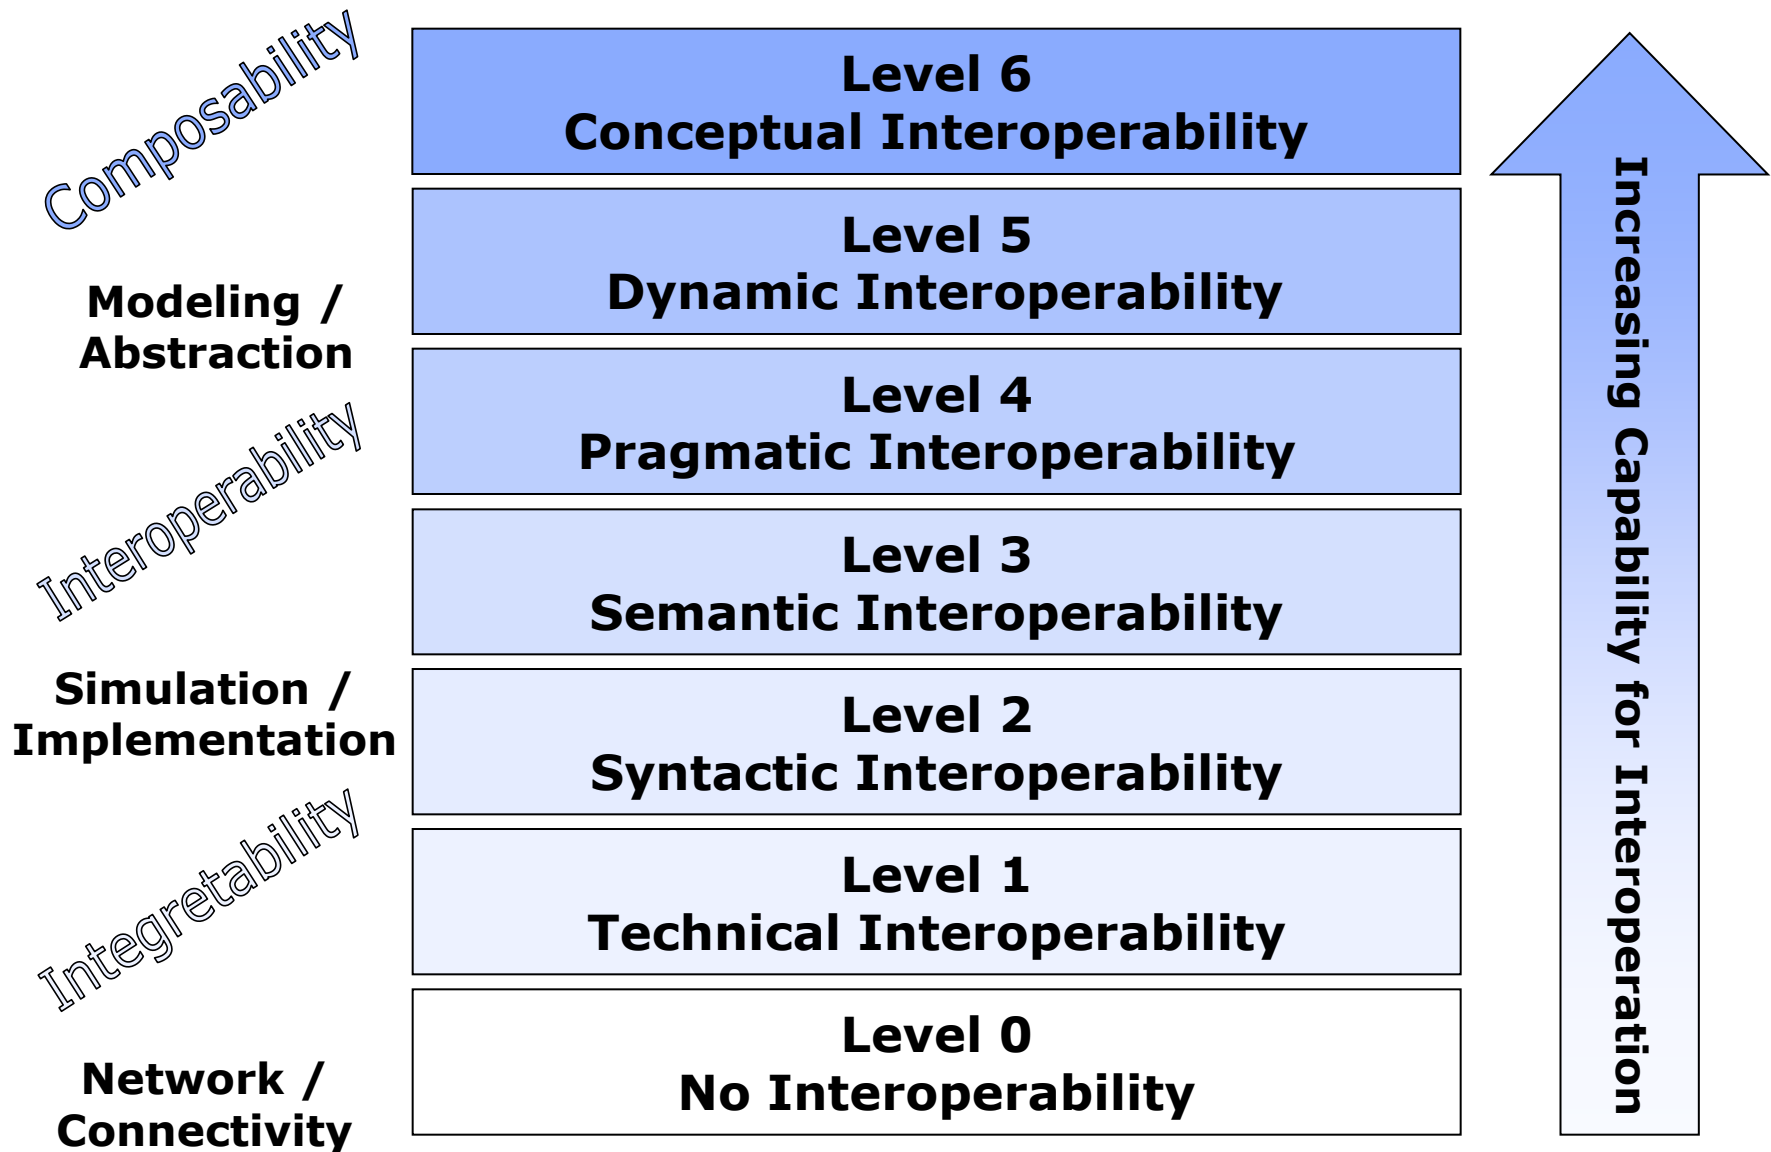 Composability
Modeling /
Abstraction
Interoperability
Simulation /
Implementation
Integretability
Network /
Connectivity
Level 6
Conceptual Interoperability
Level 5
Dynamic Interoperability
Level 4
Pragmatic Interoperability
Level 3
Semantic Interoperability
Level 2
Syntactic Interoperability
Level 1
Technical Interoperability
Level 0
No Interoperability
Increasing Capability for Interoperation